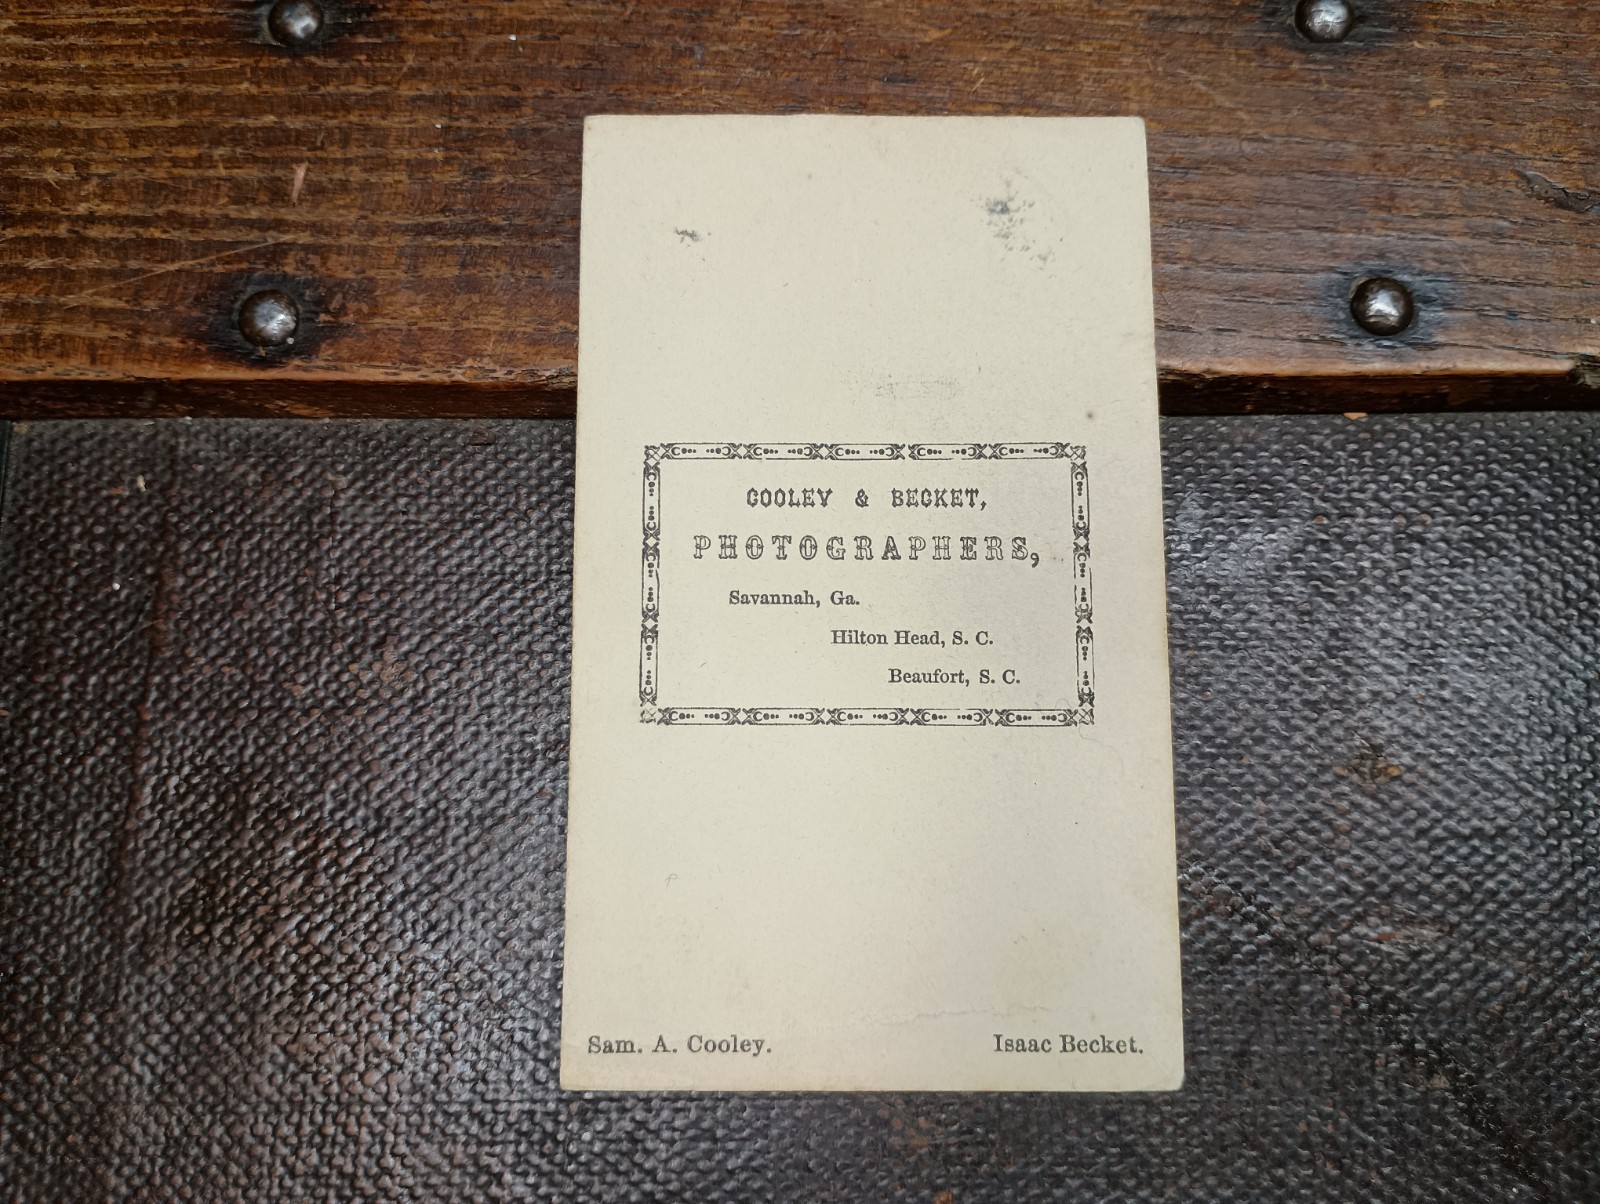 COOLEY & BECKET,
PHOTOGRAPHERS,
Savannah, Ga.
Hilton Head, S. C.
Beaufort, S. C.
Sam. A. Cooley.
Isaac Becket.